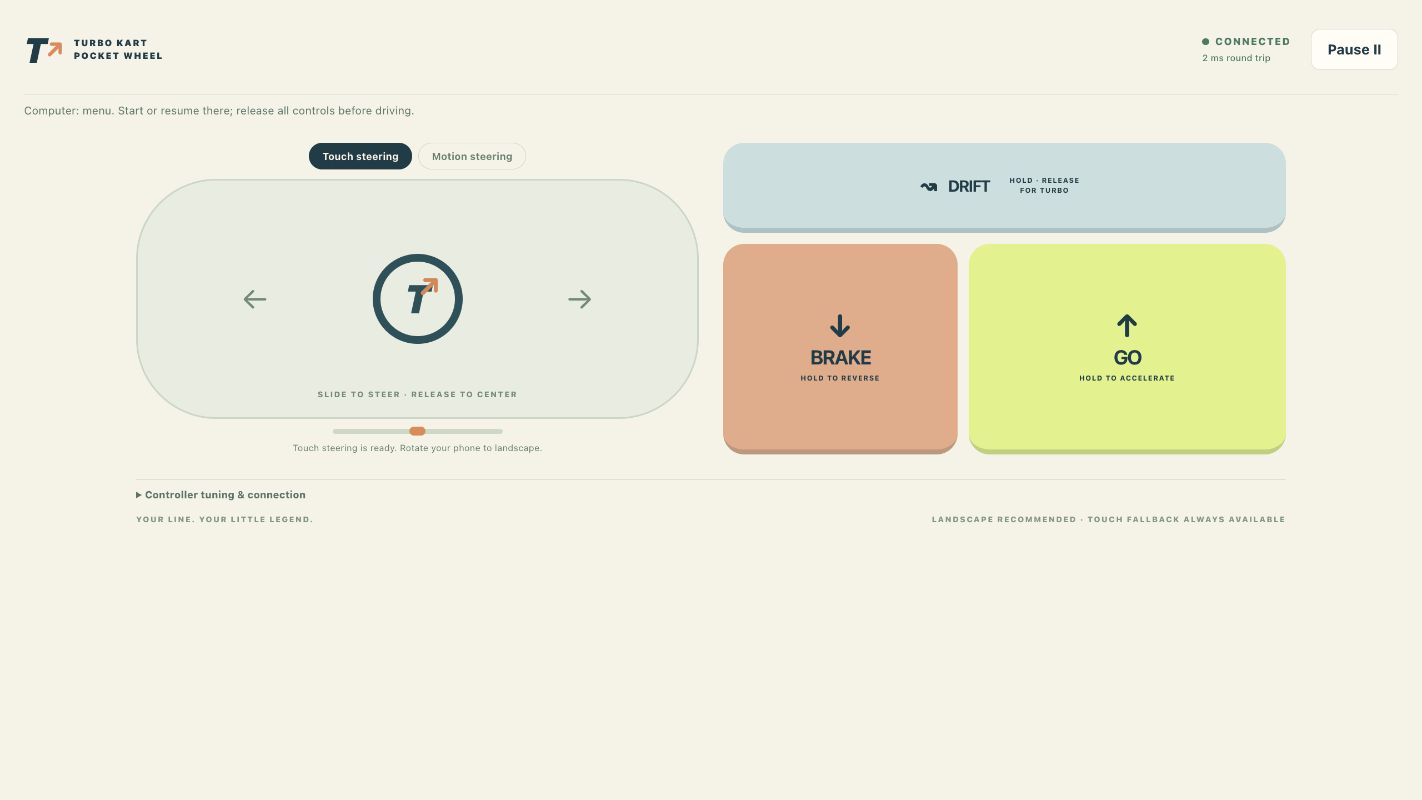 T
TURBO KART
POCKET WHEEL
CONNECTED
2 ms round trip
Pause II
Computer: menu. Start or resume there; release all controls before driving.
Touch steering
Motion steering
T
SLIDE TO STEER · RELEASE TO CENTER
Touch steering is ready. Rotate your phone to landscape.
DRIFT
HOLD · RELEASE
FOR TURBO
BRAKE
HOLD TO REVERSE
GO
HOLD TO ACCELERATE
Controller tuning & connection
YOUR LINE. YOUR LITTLE LEGEND.
LANDSCAPE RECOMMENDED · TOUCH FALLBACK ALWAYS AVAILABLE